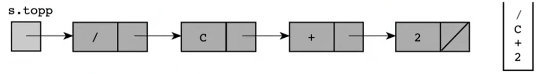 s.topp
/ C + 2
/
C
+
2